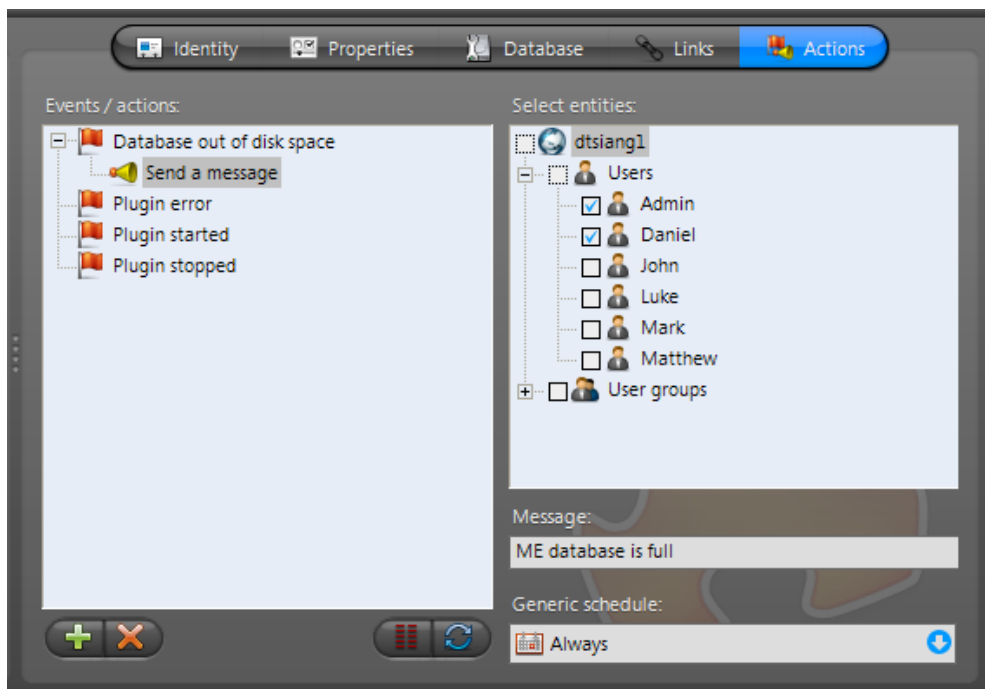 Identity Properties Database Links Actions
Events / actions:
Database out of disk space
Send a message
Plugin error
Plugin started
Plugin stopped
Select entities:
dtsiang1
Users
Admin
Daniel
John
Luke
Mark
Matthew
User groups
Message:
ME database is full
Generic schedule:
Always